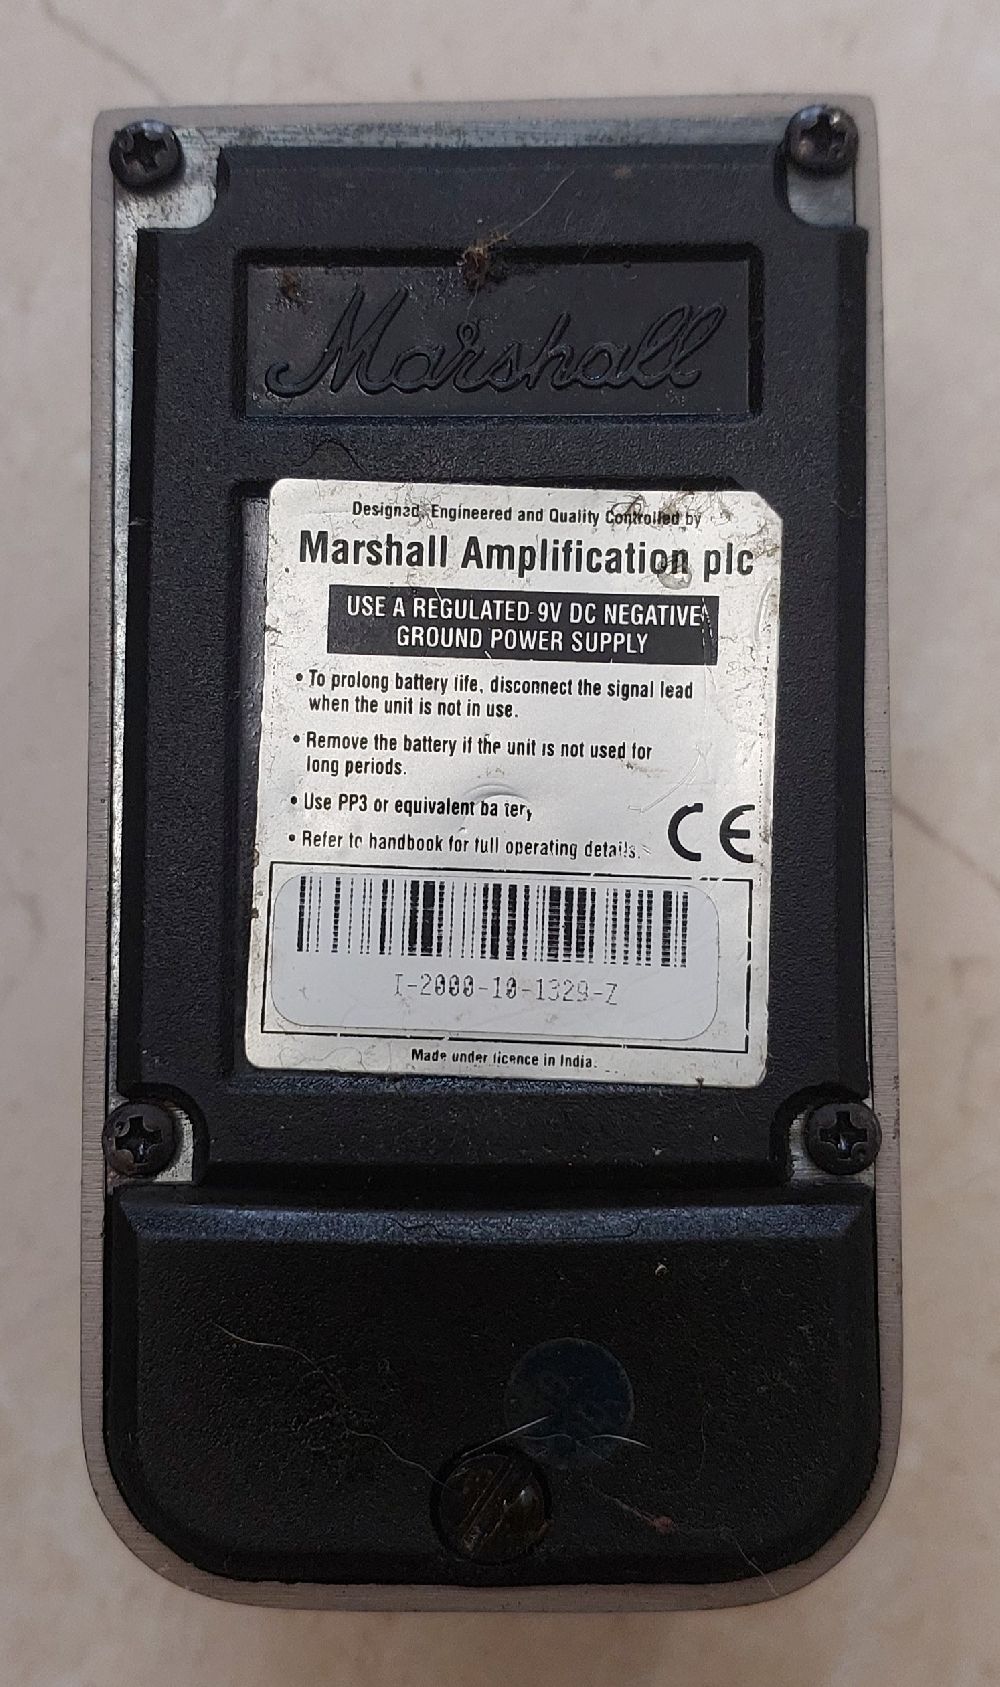 Marshall
Designed, Engineered and Quality Controlled by
Marshall Amplification plc
USE A REGULATED 9V DC NEGATIVE
GROUND POWER SUPPLY
• To prolong battery life, disconnect the signal lead
when the unit is not in use.
• Remove the battery if the unit is not used for
long periods.
• Use PP3 or equivalent battery
• Refer to handbook for full operating details.
CE
I-2000-10-1329-Z
Made under licence in India.